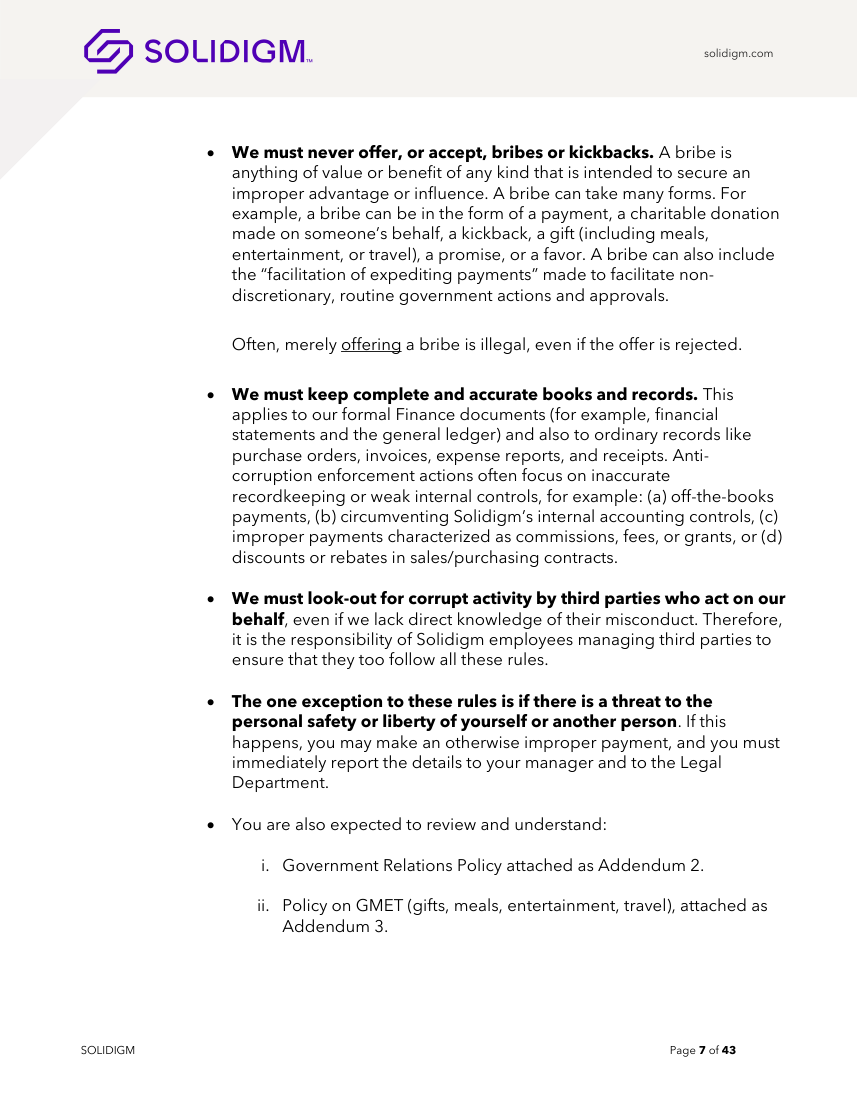 SOLIDIGM™
solidigm.com
• We must never offer, or accept, bribes or kickbacks. A bribe is
anything of value or benefit of any kind that is intended to secure an
improper advantage or influence. A bribe can take many forms. For
example, a bribe can be in the form of a payment, a charitable donation
made on someone’s behalf, a kickback, a gift (including meals,
entertainment, or travel), a promise, or a favor. A bribe can also include
the “facilitation of expediting payments” made to facilitate non-
discretionary, routine government actions and approvals.
Often, merely offering a bribe is illegal, even if the offer is rejected.
• We must keep complete and accurate books and records. This
applies to our formal Finance documents (for example, financial
statements and the general ledger) and also to ordinary records like
purchase orders, invoices, expense reports, and receipts. Anti-
corruption enforcement actions often focus on inaccurate
recordkeeping or weak internal controls, for example: (a) off-the-books
payments, (b) circumventing Solidigm’s internal accounting controls, (c)
improper payments characterized as commissions, fees, or grants, or (d)
discounts or rebates in sales/purchasing contracts.
• We must look-out for corrupt activity by third parties who act on our
behalf, even if we lack direct knowledge of their misconduct. Therefore,
it is the responsibility of Solidigm employees managing third parties to
ensure that they too follow all these rules.
• The one exception to these rules is if there is a threat to the
personal safety or liberty of yourself or another person. If this
happens, you may make an otherwise improper payment, and you must
immediately report the details to your manager and to the Legal
Department.
• You are also expected to review and understand:
i. Government Relations Policy attached as Addendum 2.
ii. Policy on GMET (gifts, meals, entertainment, travel), attached as
Addendum 3.
SOLIDIGM
Page 7 of 43